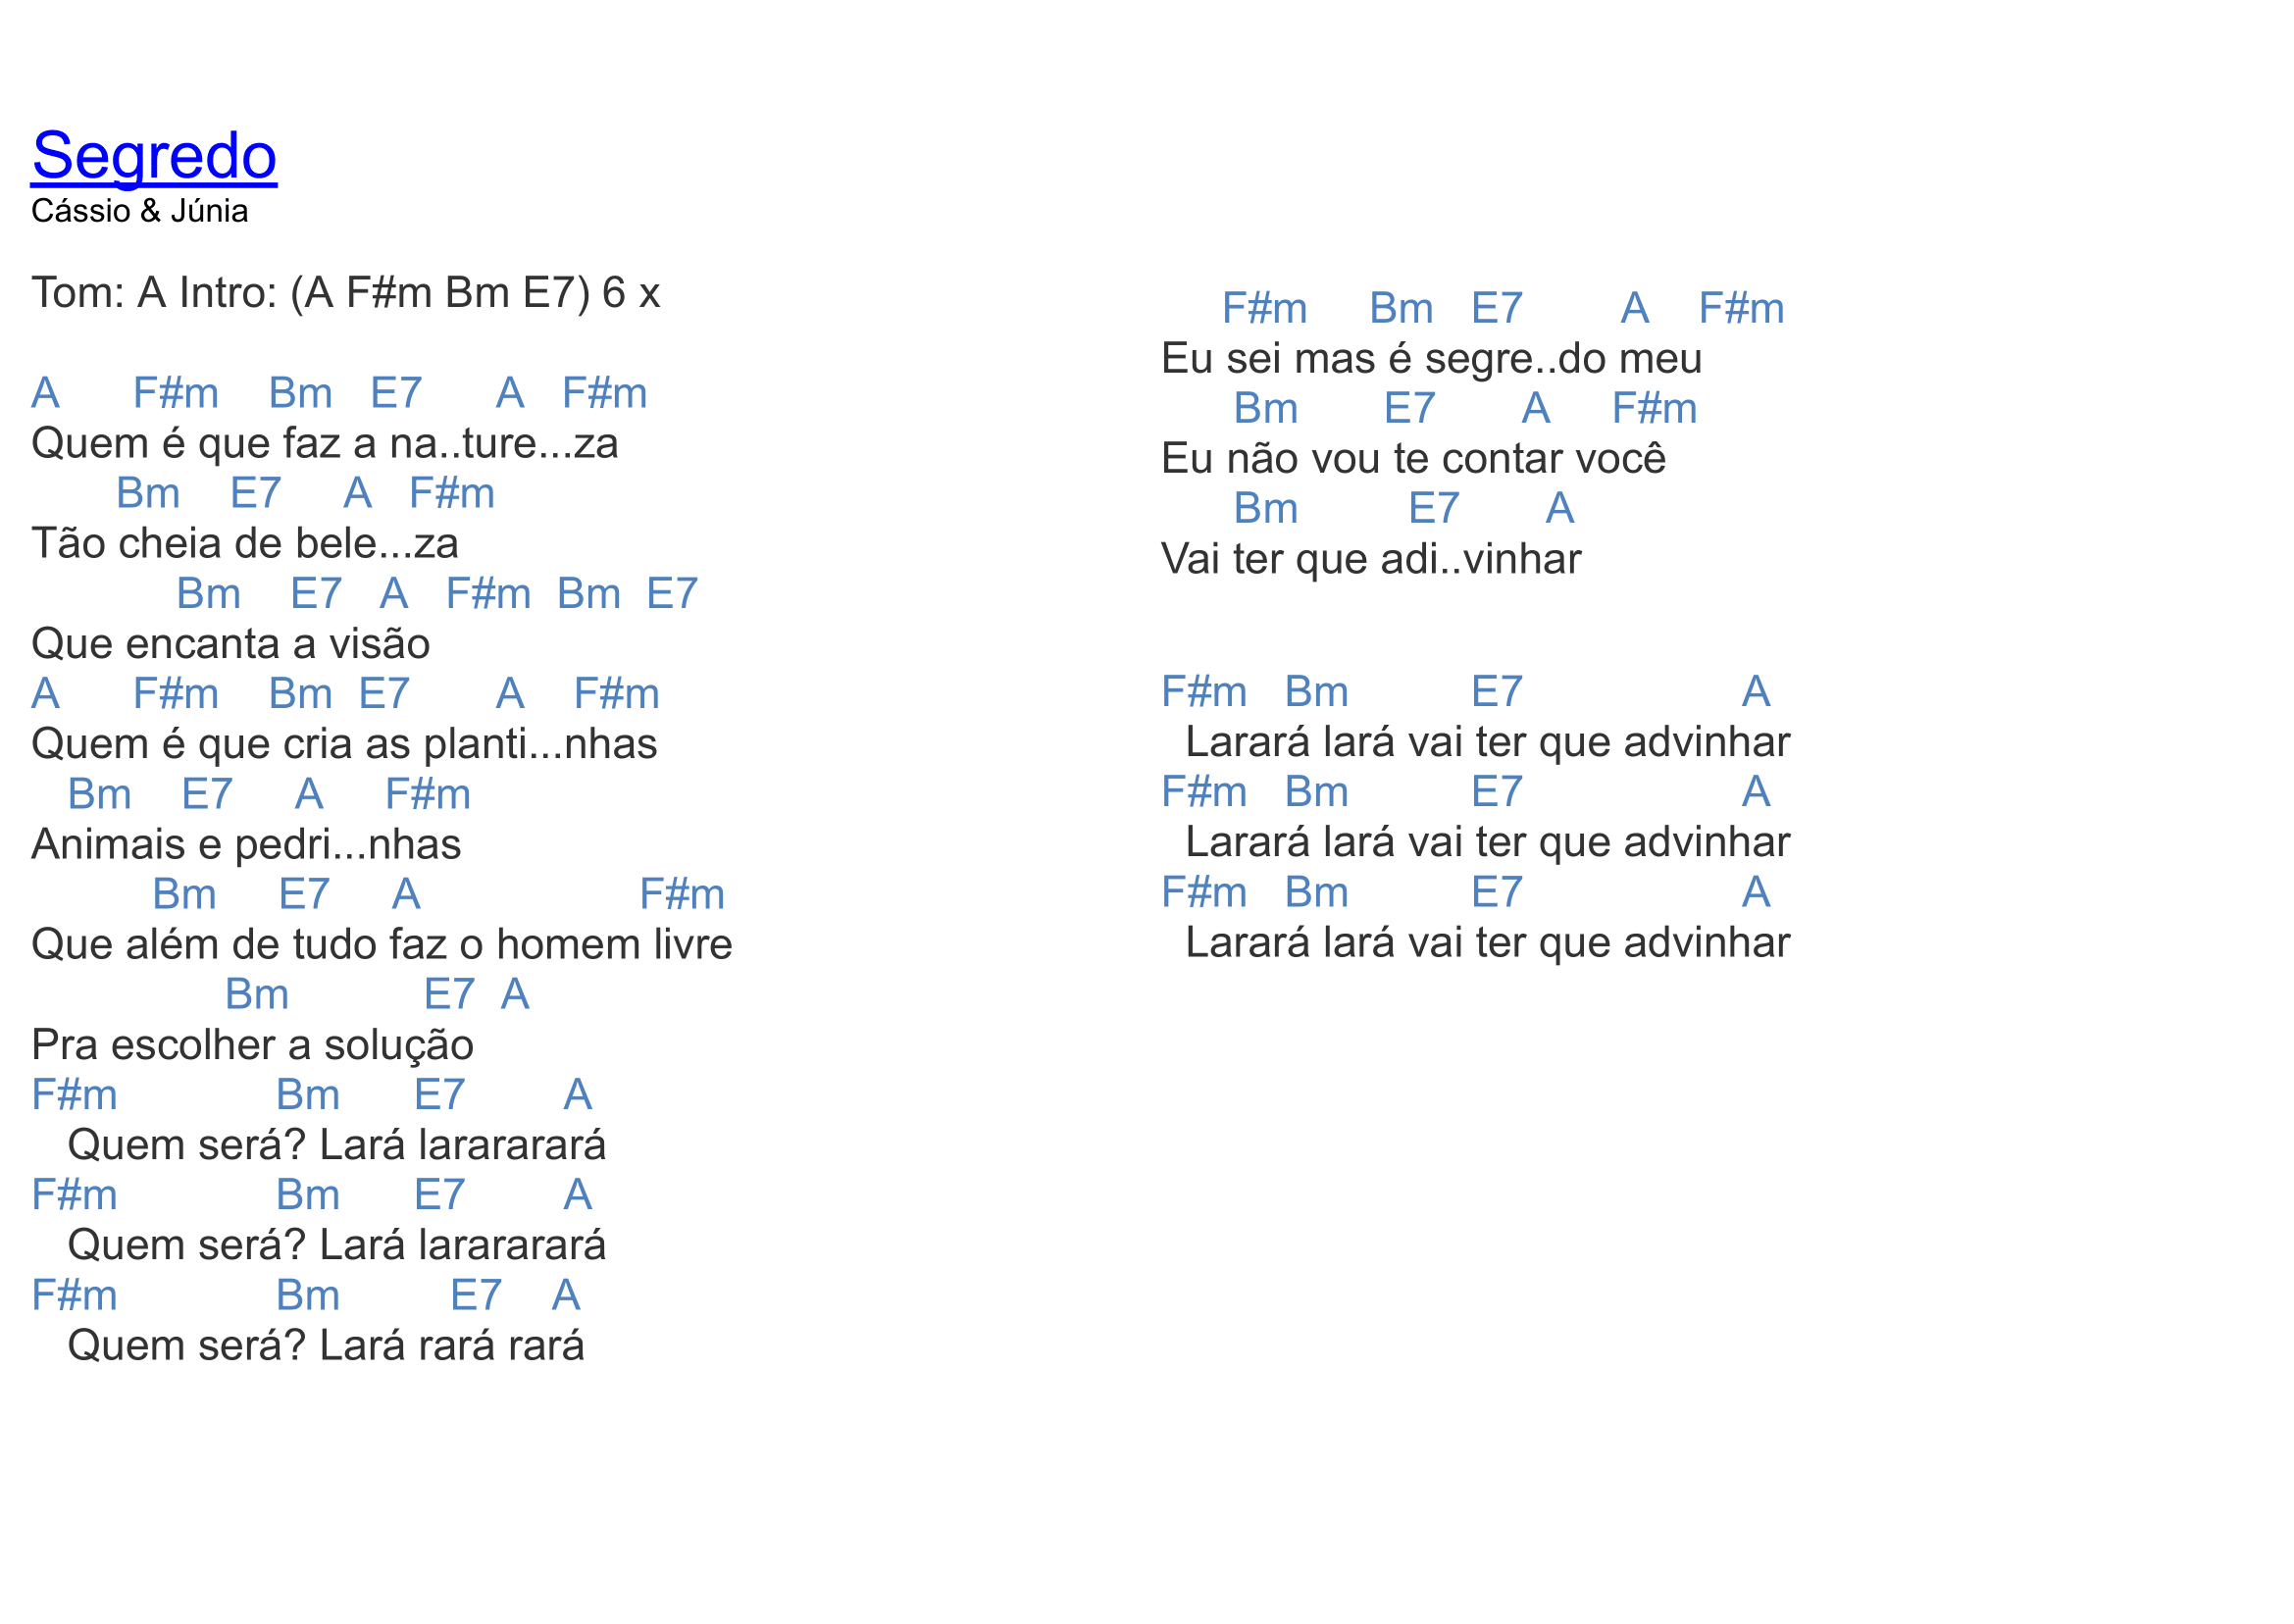 Segredo
Cássio & Júnia
Tom: A Intro: (A F#m Bm E7) 6 x
A F#m Bm E7 A F#m
Quem é que faz a na..ture...za
Bm E7 A F#m
Tão cheia de bele...za
Bm E7 A F#m Bm E7
Que encanta a visão
A F#m Bm E7 A F#m
Quem é que cria as planti...nhas
Bm E7 A F#m
Animais e pedri...nhas
Bm E7 A F#m
Que além de tudo faz o homem livre
Bm E7 A
Pra escolher a solução
F#m Bm E7 A
Quem será? Lará larararará
F#m Bm E7 A
Quem será? Lará larararará
F#m Bm E7 A
Quem será? Lará rará rará
F#m Bm E7 A F#m
Eu sei mas é segre..do meu
Bm E7 A F#m
Eu não vou te contar você
Bm E7 A
Vai ter que adi..vinhar
F#m Bm E7 A
Larará lará vai ter que advinhar
F#m Bm E7 A
Larará lará vai ter que advinhar
F#m Bm E7 A
Larará lará vai ter que advinhar